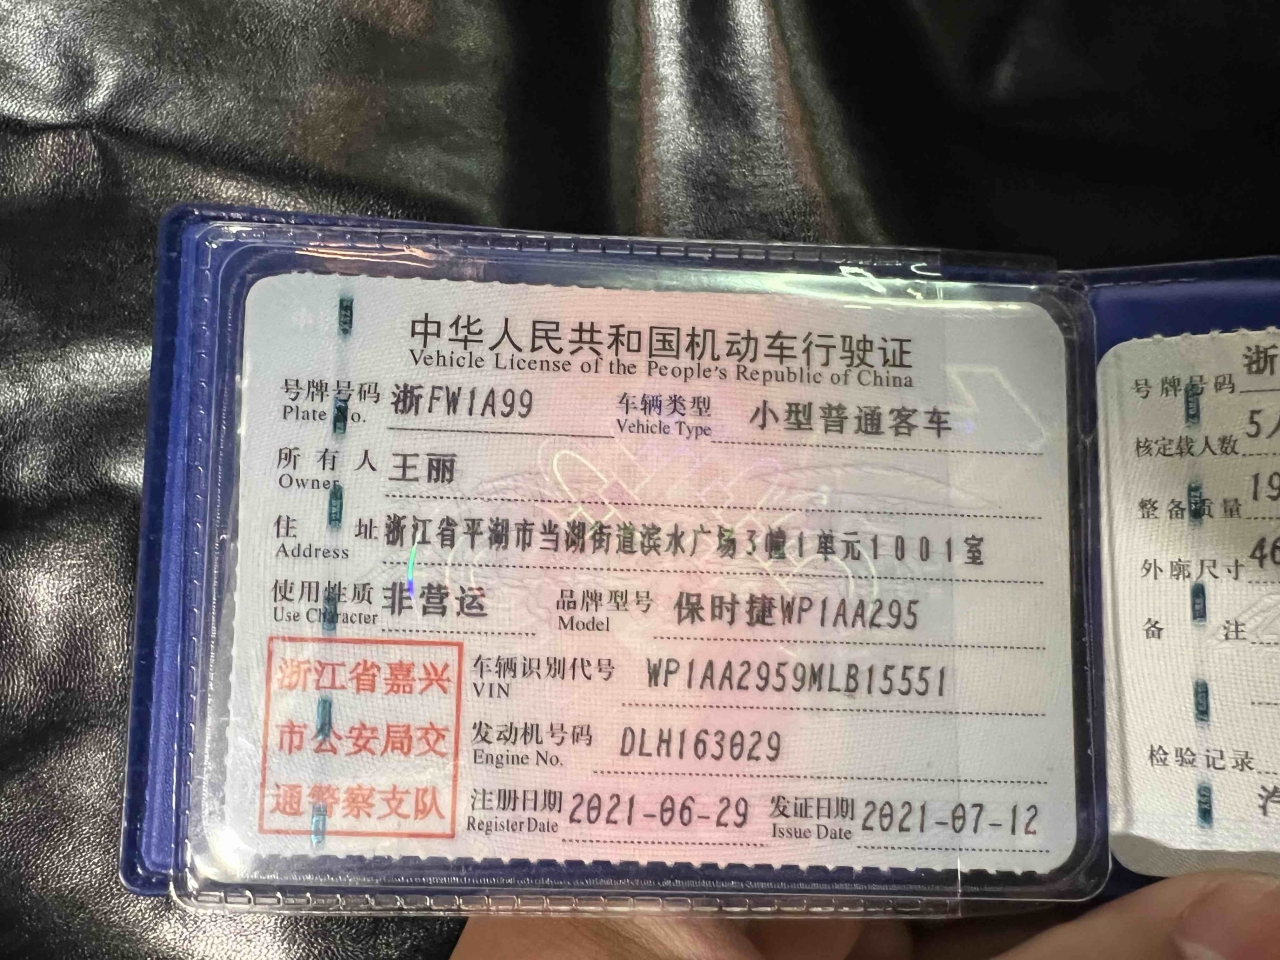 中华人民共和国机动车行驶证
Vehicle License of the People's Republic of China
号牌号码 浙FW1A99 车辆类型 小型普通客车
Plate No. Vehicle Type
所有人 王丽
Owner
住址 浙江省平湖市当湖街道滨水广场3幢1单元1001室
Address
使用性质 非营运 品牌型号 保时捷WP1AA295
Use Character Model
浙江省嘉兴
市公安局交
通警察支队
车辆识别代号 WP1AA2959MLB15551
VIN
发动机号码 DLH163029
Engine No.
注册日期 2021-06-29 发证日期 2021-07-12
Register Date Issue Date
号牌号码 浙
核定载人数 5
整备质量 19
外廓尺寸 46
备注
检验记录